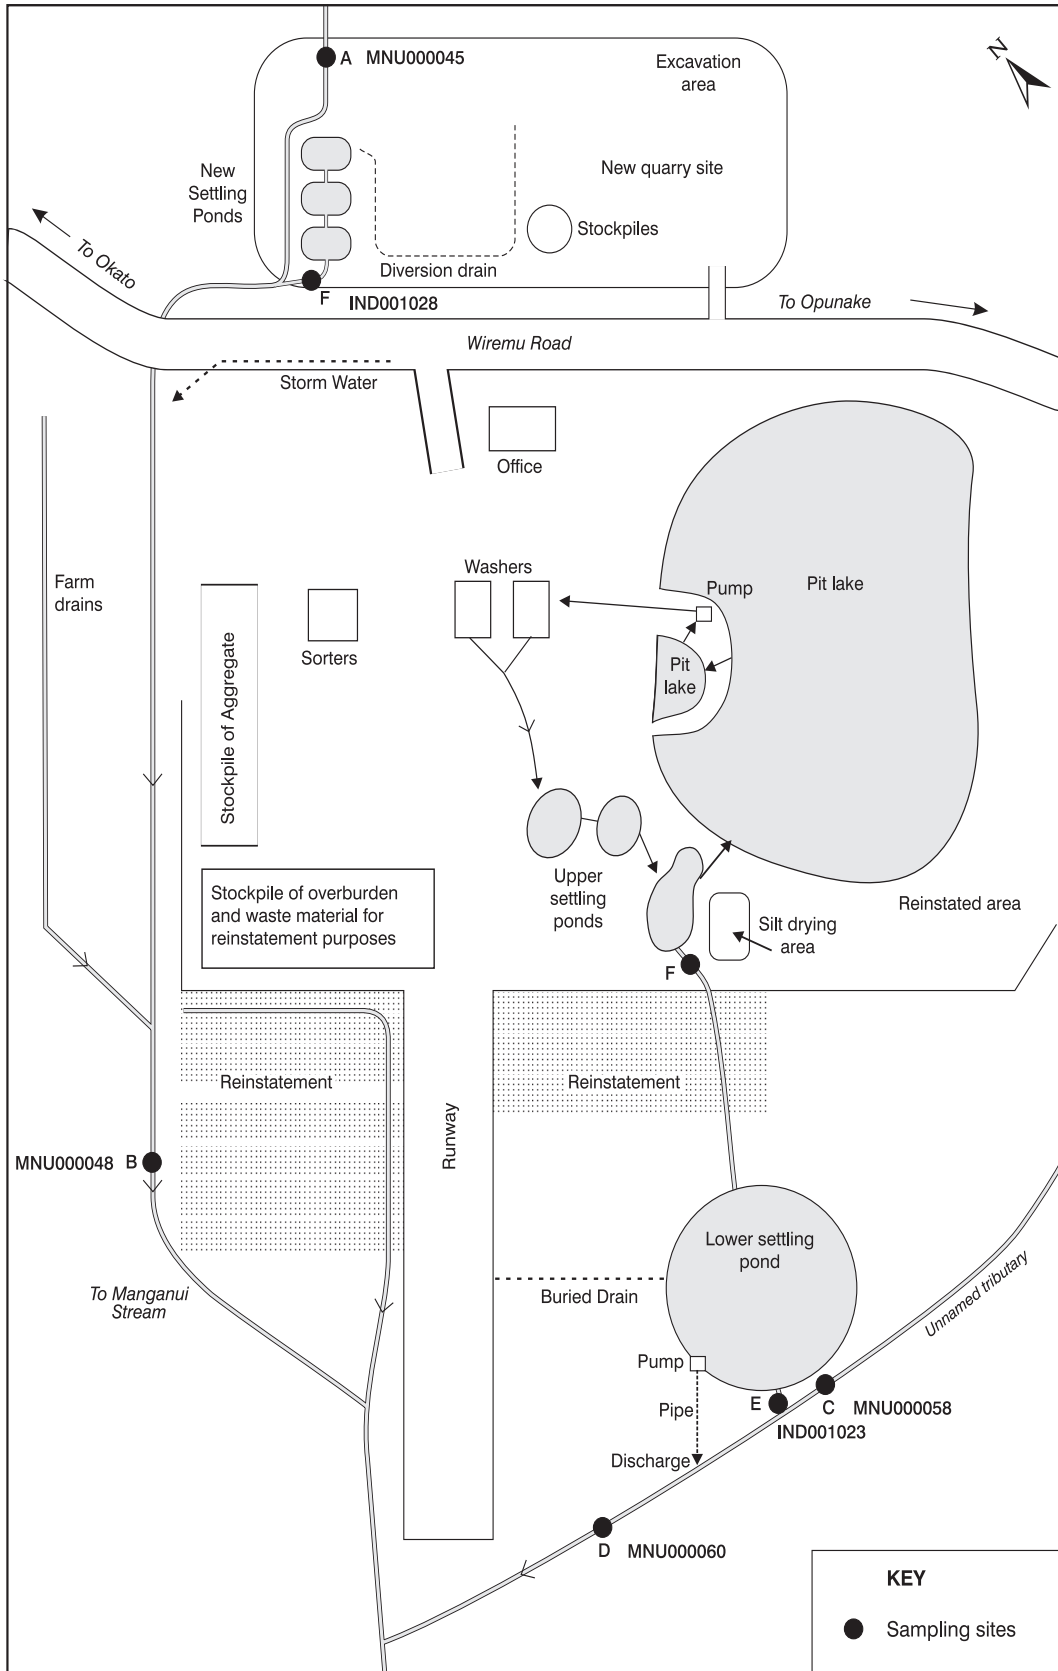 N
A MNU000045
Excavation
area
New
Settling
Ponds
New quarry site
Stockpiles
To Okato
Diversion drain
F
IND001028
To Opunake
Wiremu Road
Storm Water
Office
Farm
drains
Washers
Pump
Pit lake
Sorters
Pit
lake
Stockpile of Aggregate
Upper
settling
ponds
Stockpile of overburden
and waste material for
reinstatement purposes
Reinstated area
Silt drying
area
F
Reinstatement
Reinstatement
Runway
MNU000048 B
Lower settling
pond
Unnamed tributary
To Manganui
Stream
Buried Drain
Pump
E
C MNU000058
Pipe
IND001023
Discharge
D MNU000060
KEY
Sampling sites